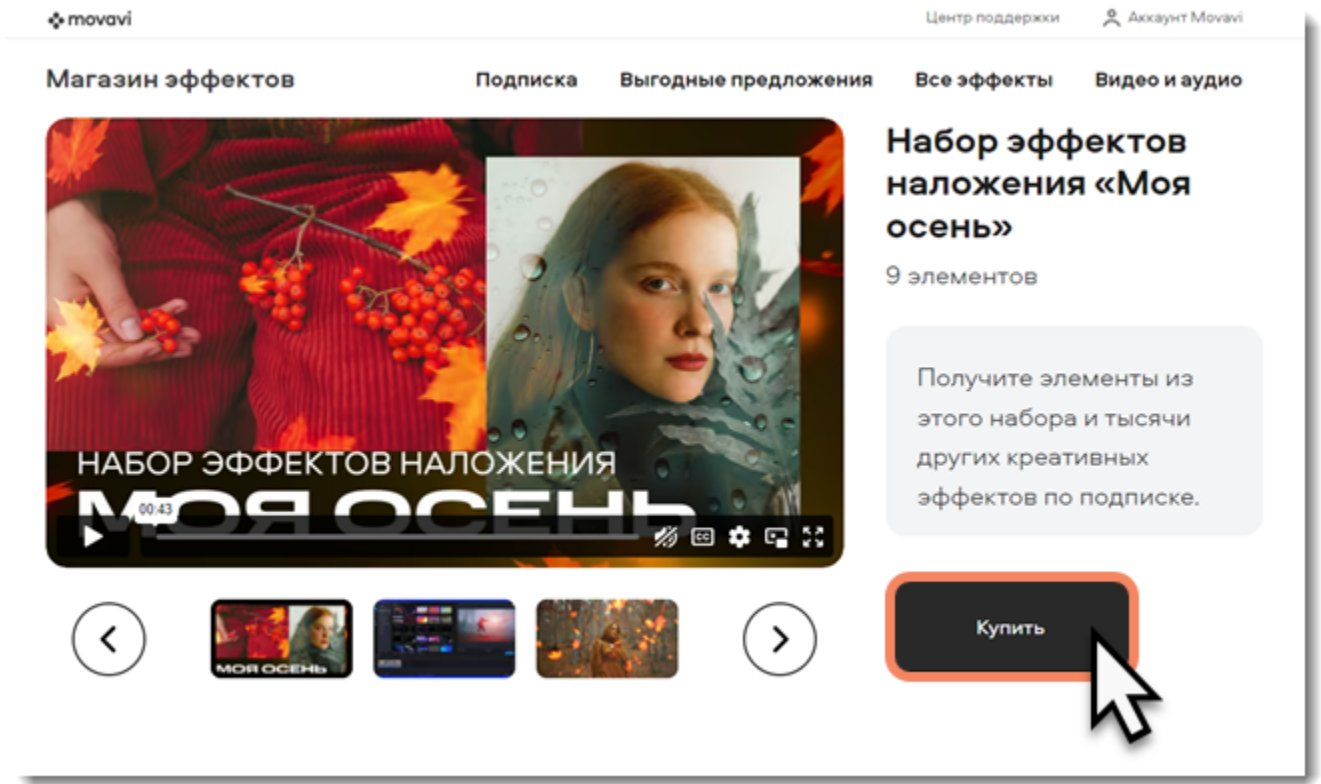 movavi
Центр поддержки
Аккаунт Movavi
Магазин эффектов
Подписка
Выгодные предложения
Все эффекты
Видео и аудио
НАБОР ЭФФЕКТОВ НАЛОЖЕНИЯ
МОЯ ОСЕНЬ
00:43
CC
МОЯ ОСЕНЬ
Набор эффектов
наложения «Моя
осень»
9 элементов
Получите элементы из
этого набора и тысячи
других креативных
эффектов по подписке.
Купить